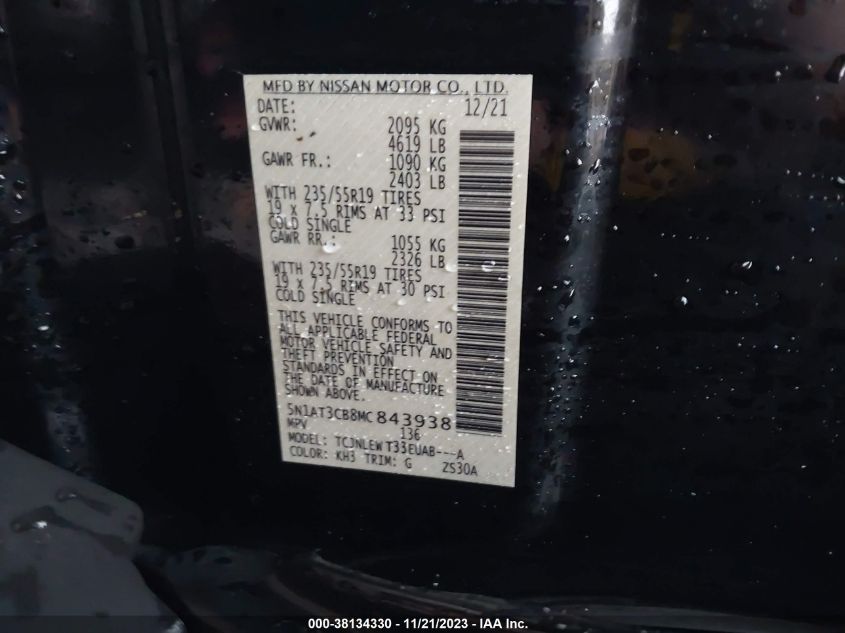 MFD BY NISSAN MOTOR CO., LTD.
DATE: 12/21
GVWR: 2095 KG
4619 LB
GAWR FR.: 1090 KG
2403 LB
WITH 235/55R19 TIRES
19 X 7.5 RIMS AT 33 PSI
COLD SINGLE
GAWR RR.: 1055 KG
2326 LB
WITH 235/55R19 TIRES
19 X 7.5 RIMS AT 30 PSI
COLD SINGLE
THIS VEHICLE CONFORMS TO
ALL APPLICABLE FEDERAL
MOTOR VEHICLE SAFETY AND
THEFT PREVENTION
STANDARDS IN EFFECT ON
THE DATE OF MANUFACTURE
SHOWN ABOVE.
5N1AT3CB8MC843938
MPV 136
MODEL: TCJNLEW T33EUAB---A
COLOR: KH3 TRIM: G ZS30A
000-38134330 - 11/21/2023 - IAA Inc.